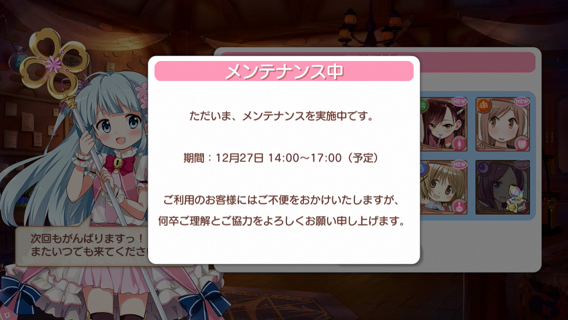 メンテナンス中
ただいま、メンテナンスを実施中です。
期間：12月27日 14:00～17:00（予定）
ご利用のお客様にはご不便をおかけいたしますが、
何卒ご理解とご協力をよろしくお願い申し上げます。
次回もがんばりますっ！
またいつでも来てくださ